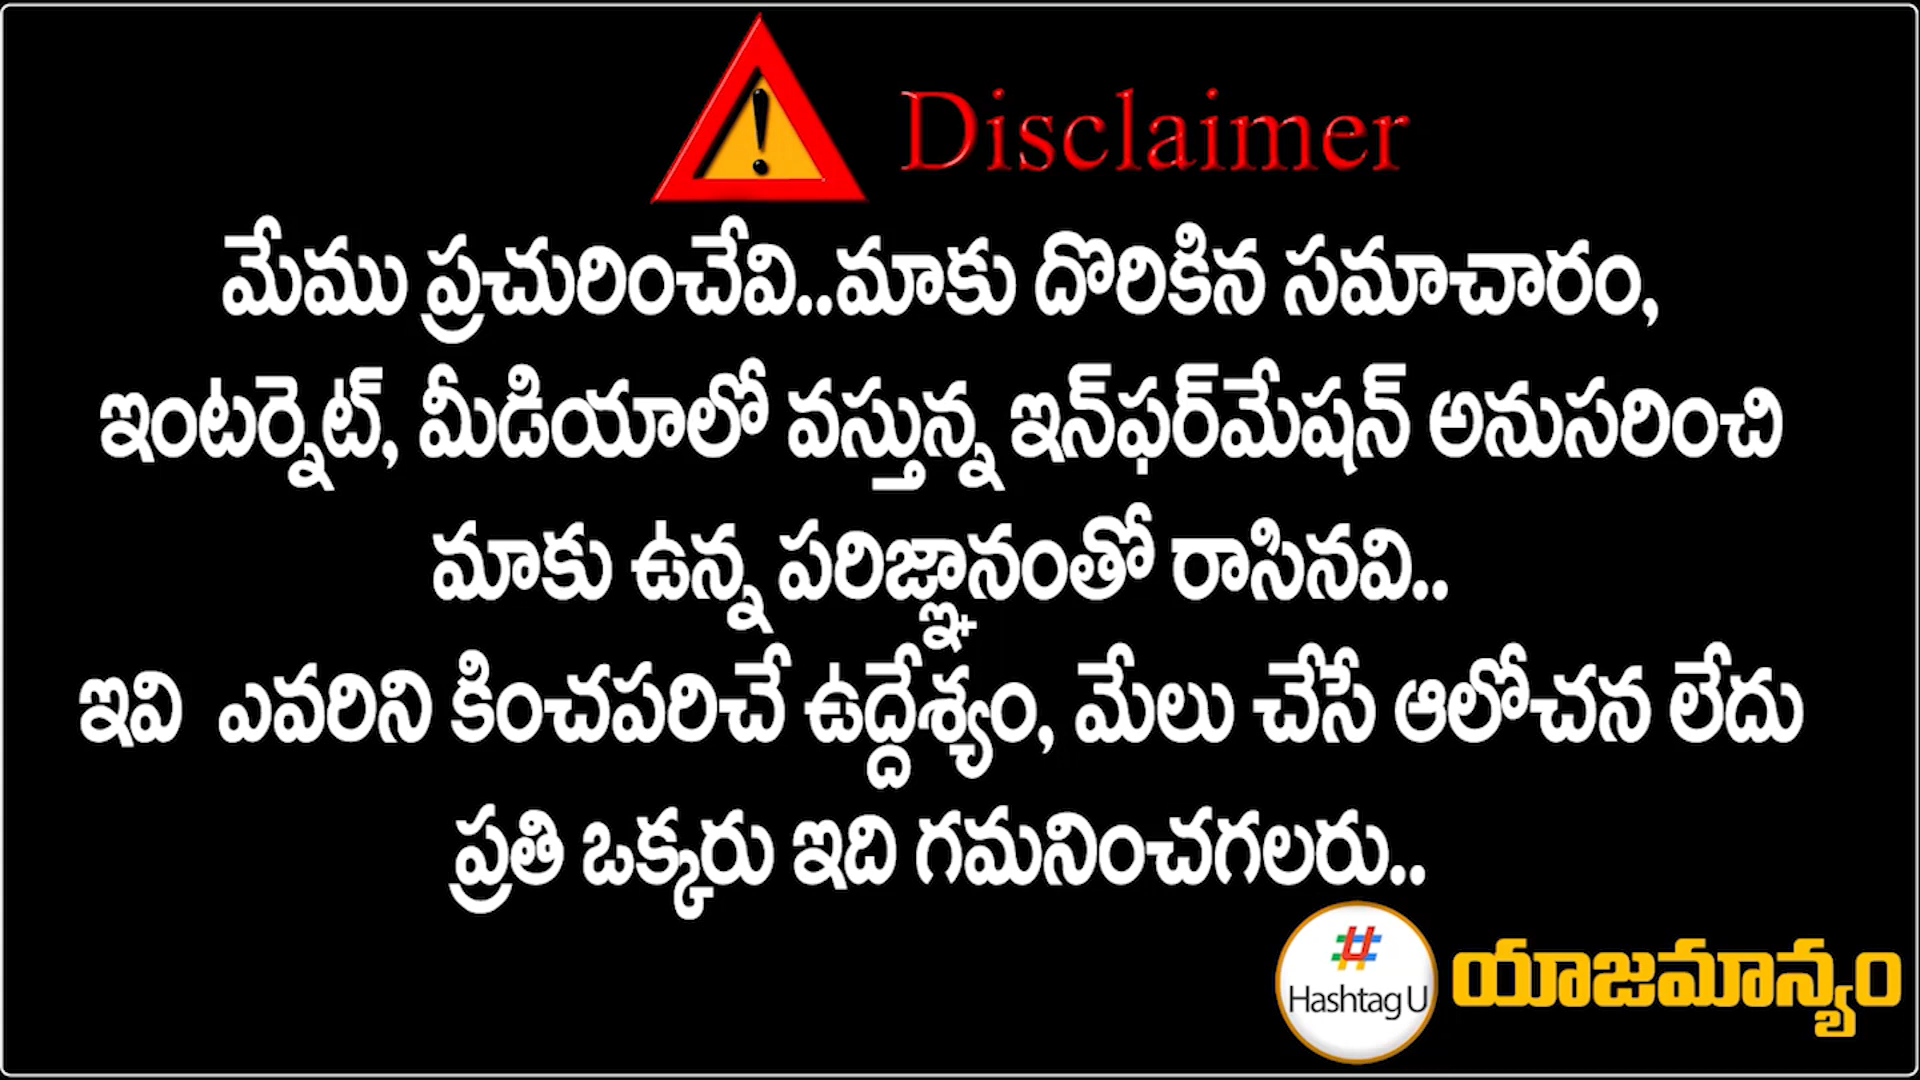 Disclaimer
మేము ప్రచురించేవి..మాకు దొరికిన సమాచారం,
ఇంటర్నెట్, మీడియాలో వస్తున్న ఇన్‌ఫర్‌మేషన్ అనుసరించి
మాకు ఉన్న పరిజ్ఞానంతో రాసినవి..
ఇవి ఎవరిని కించపరిచే ఉద్దేశ్యం, మేలు చేసే ఆలోచన లేదు
ప్రతి ఒక్కరు ఇది గమనించగలరు..
#
Hashtag U
యాజమాన్యం